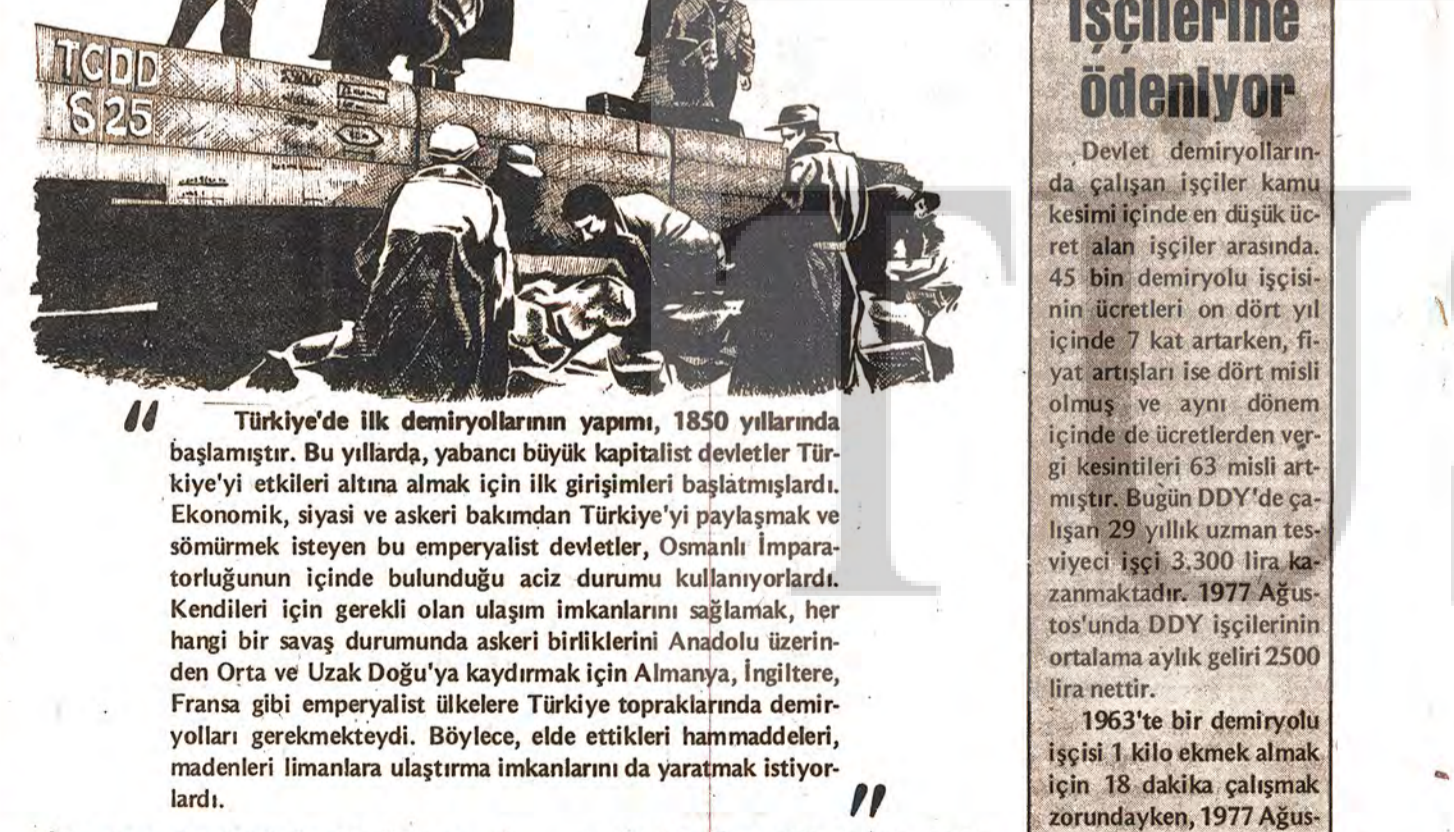 TCDD
S 25
" Türkiye'de ilk demiryollarının yapımı, 1850 yıllarında
başlamıştır. Bu yıllarda, yabancı büyük kapitalist devletler Tür-
kiye'yi etkileri altına almak için ilk girişimleri başlatmışlardı.
Ekonomik, siyasi ve askeri bakımdan Türkiye'yi paylaşmak ve
sömürmek isteyen bu emperyalist devletler, Osmanlı İmpara-
torluğunun içinde bulunduğu aciz durumu kullanıyorlardı.
Kendileri için gerekli olan ulaşım imkanlarını sağlamak, her
hangi bir savaş durumunda askeri birliklerini Anadolu üzerin-
den Orta ve Uzak Doğu'ya kaydırmak için Almanya, İngiltere,
Fransa gibi emperyalist ülkelere Türkiye topraklarında demir-
yolları gerekmekteydi. Böylece, elde ettikleri hammaddeleri,
madenleri limanlara ulaştırma imkanlarını da yaratmak istiyor-
lardı. "
işçilerine
ödeniyor
Devlet demiryolların-
da çalışan işçiler kamu
kesimi içinde en düşük üc-
ret alan işçiler arasında.
45 bin demiryolu işçisi-
nin ücretleri on dört yıl
içinde 7 kat artarken, fi-
yat artışları ise dört misli
olmuş ve aynı dönem
içinde de ücretlerden ver-
gi kesintileri 63 misli art-
mıştır. Bugün DDY'de ça-
lışan 29 yıllık uzman tes-
viyeci işçi 3.300 lira ka-
zanmaktadır. 1977 Ağus-
tos'unda DDY işçilerinin
ortalama aylık geliri 2500
lira nettir.
1963'te bir demiryolu
işçisi 1 kilo ekmek almak
için 18 dakika çalışmak
zorundayken, 1977 Ağus-
TU